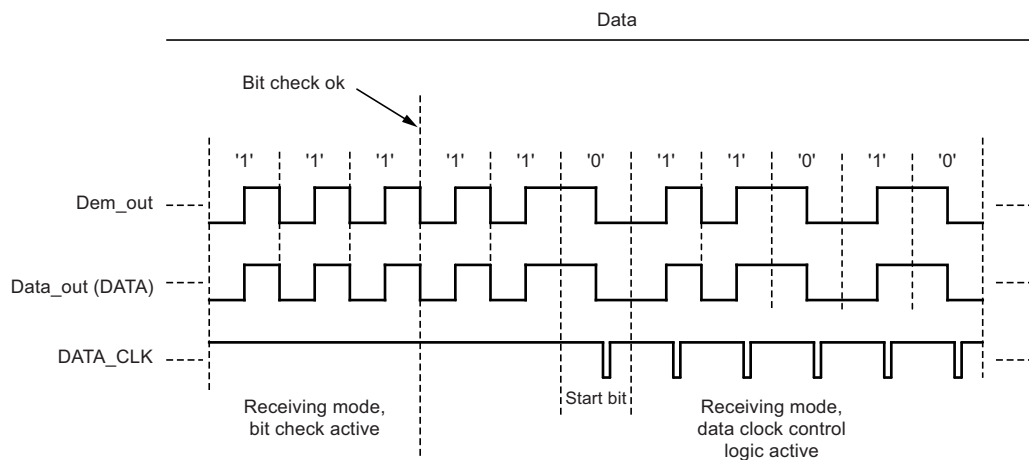 Data
Bit check ok
'1' '1' '1' '1' '1' '0' '1' '1' '0' '1' '0'
Dem_out
Data_out (DATA)
DATA_CLK
Start bit
Receiving mode,
bit check active
Receiving mode,
data clock control
logic active